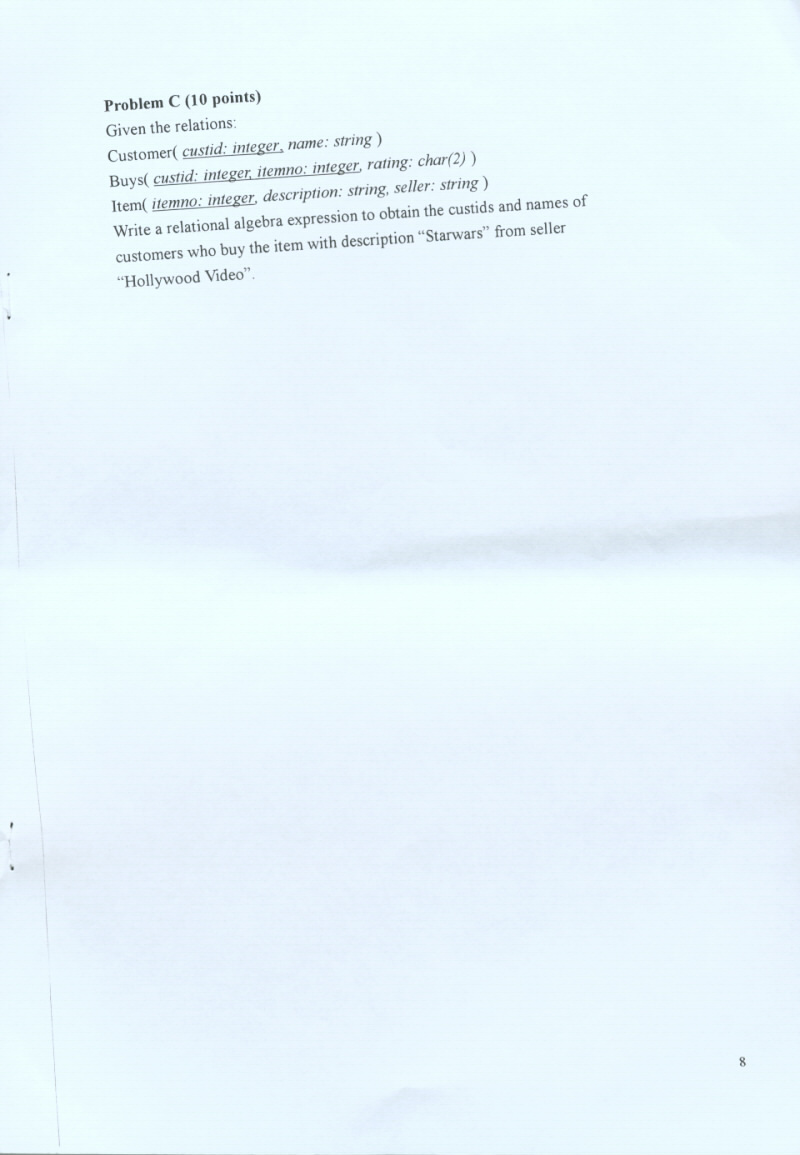 Problem C (10 points)
Given the relations:
Customer( custid: integer, name: string )
Buys( custid: integer, itemno: integer, rating: char(2) )
Item( itemno: integer, description: string, seller: string )
Write a relational algebra expression to obtain the custids and names of
customers who buy the item with description “Starwars” from seller
“Hollywood Video”.
8